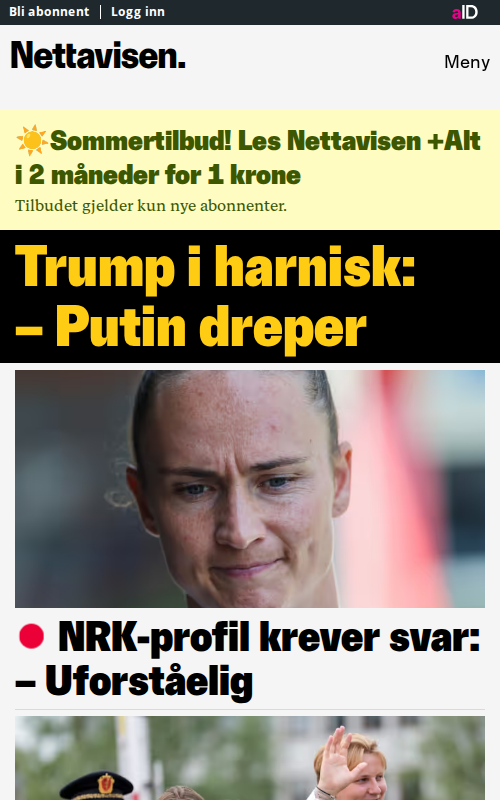 Bli abonnent | Logg inn
aID
Nettavisen.
Meny
☀️Sommertilbud! Les Nettavisen +Alt
i 2 måneder for 1 krone
Tilbudet gjelder kun nye abonnenter.
Trump i harnisk:
– Putin dreper
🔴 NRK-profil krever svar:
– Uforståelig